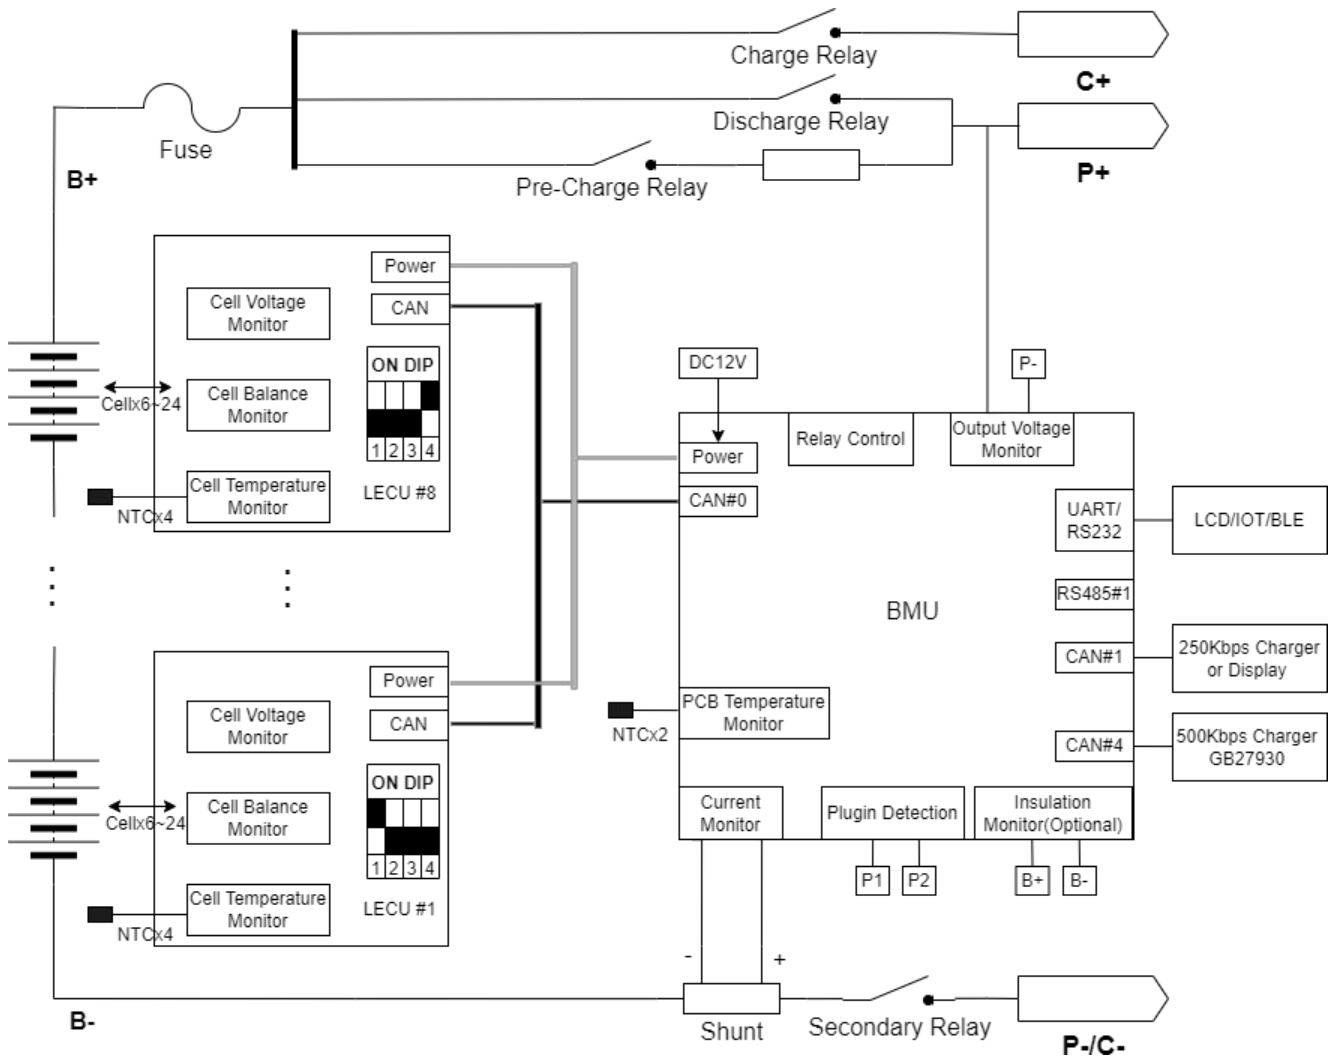 Charge Relay
C+
Discharge Relay
Fuse
P+
B+
Pre-Charge Relay
Power
CAN
Cell Voltage
Monitor
ON DIP
Cell Balance
Monitor
Cellx6~24
1 2 3 4
Cell Temperature
Monitor
LECU #8
NTCx4
DC12V
P-
Relay Control
Output Voltage
Monitor
Power
CAN#0
UART/
RS232
LCD/IOT/BLE
BMU
RS485#1
CAN#1
250Kbps Charger
or Display
Power
CAN
Cell Voltage
Monitor
PCB Temperature
Monitor
NTCx2
CAN#4
500Kbps Charger
GB27930
ON DIP
Cell Balance
Monitor
Cellx6~24
1 2 3 4
Cell Temperature
Monitor
LECU #1
NTCx4
Current
Monitor
Plugin Detection
Insulation
Monitor(Optional)
P1
P2
B+
B-
-
+
B-
Shunt
Secondary Relay
P-/C-